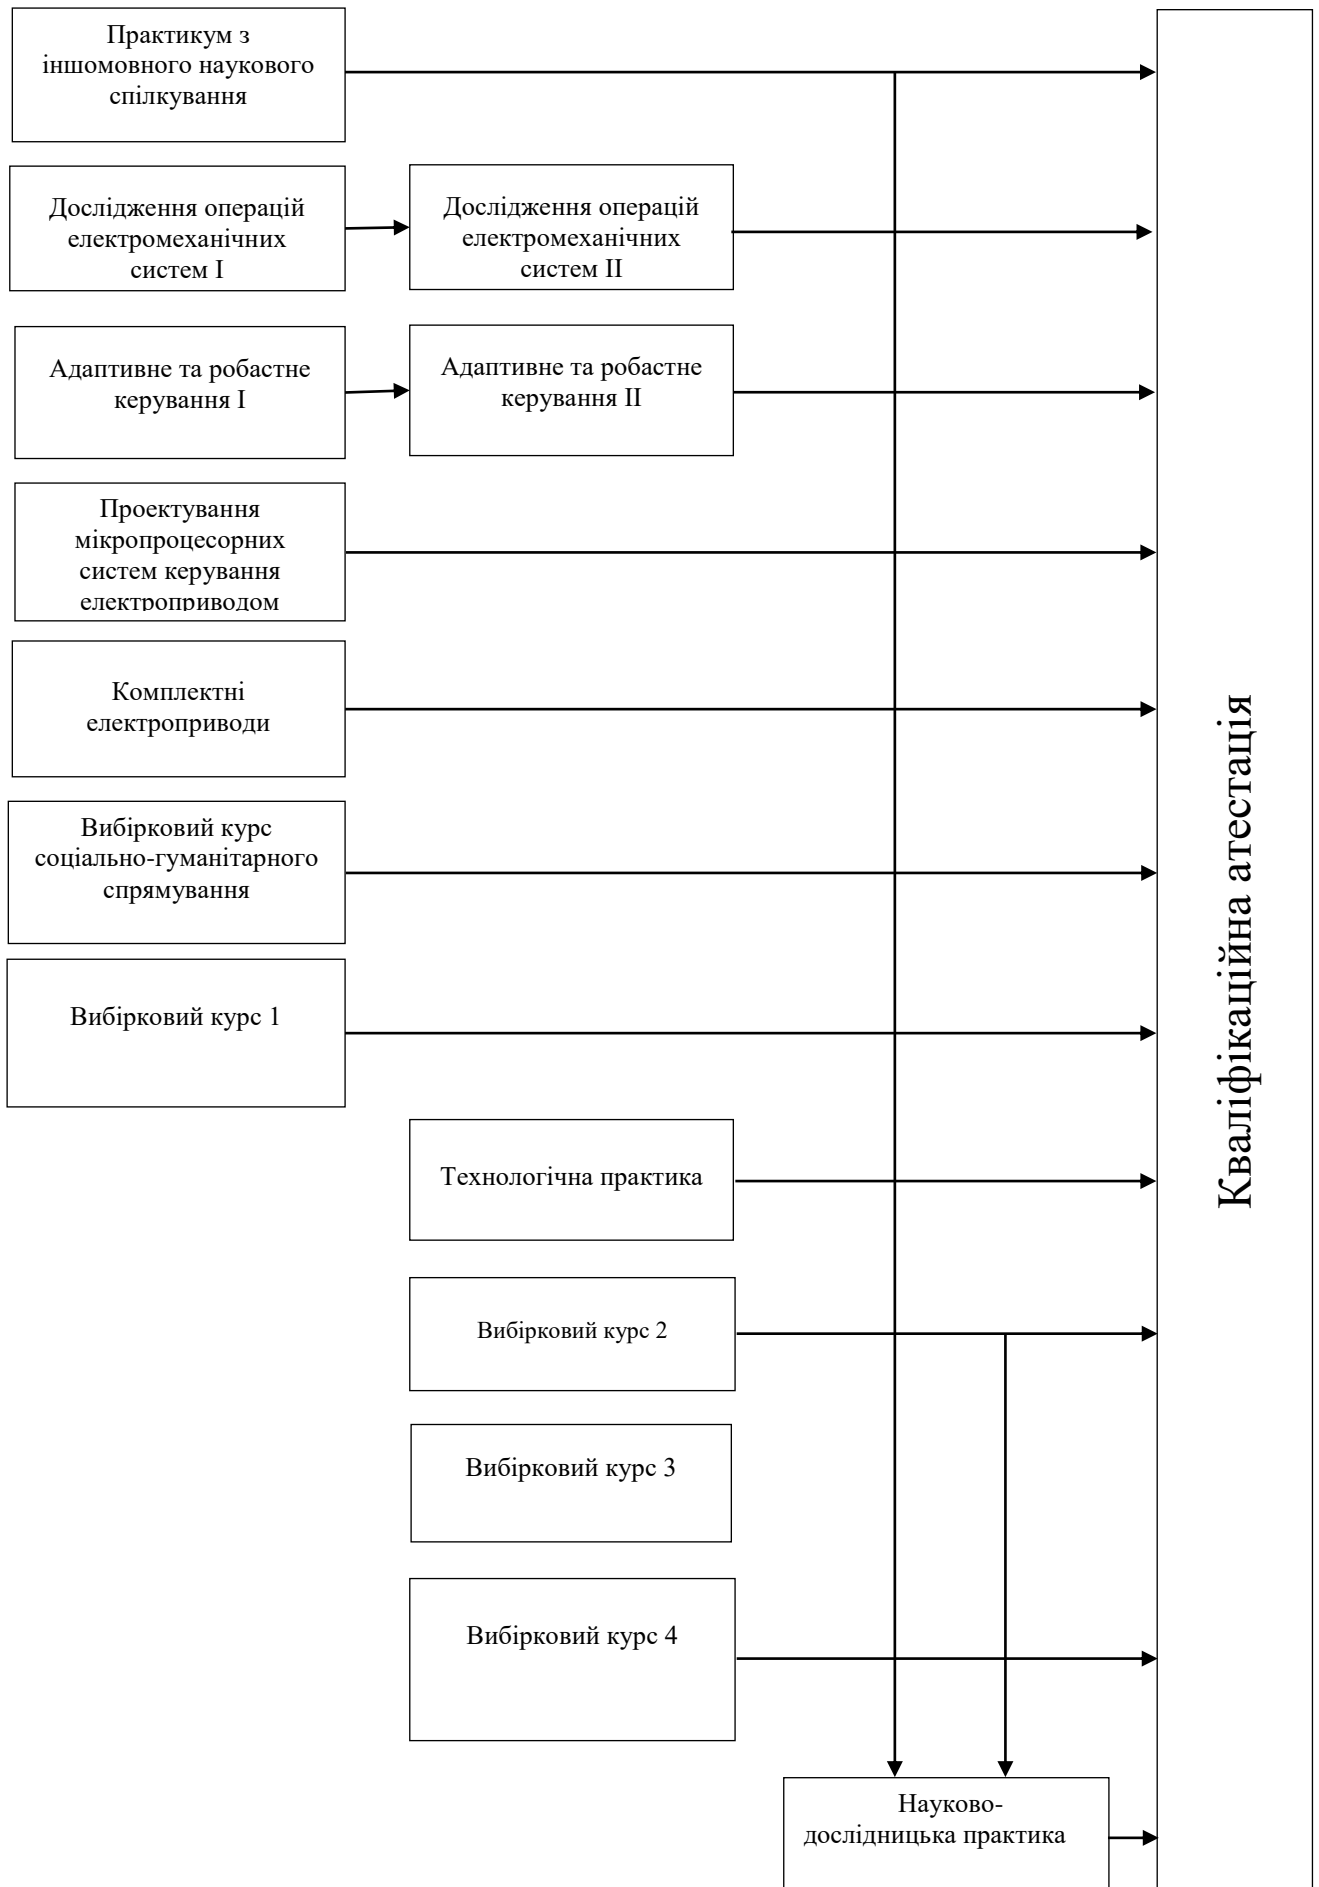 Практикум з
іншомовного наукового
спілкування
Дослідження операцій
електромеханічних
систем І
Дослідження операцій
електромеханічних
систем ІІ
Адаптивне та робастне
керування І
Адаптивне та робастне
керування ІІ
Проектування
мікропроцесорних
систем керування
електроприводом
Комплектні
електроприводи
Вибірковий курс
соціально-гуманітарного
спрямування
Вибірковий курс 1
Технологічна практика
Вибірковий курс 2
Вибірковий курс 3
Вибірковий курс 4
Науково-
дослідницька практика
Кваліфікаційна атестація